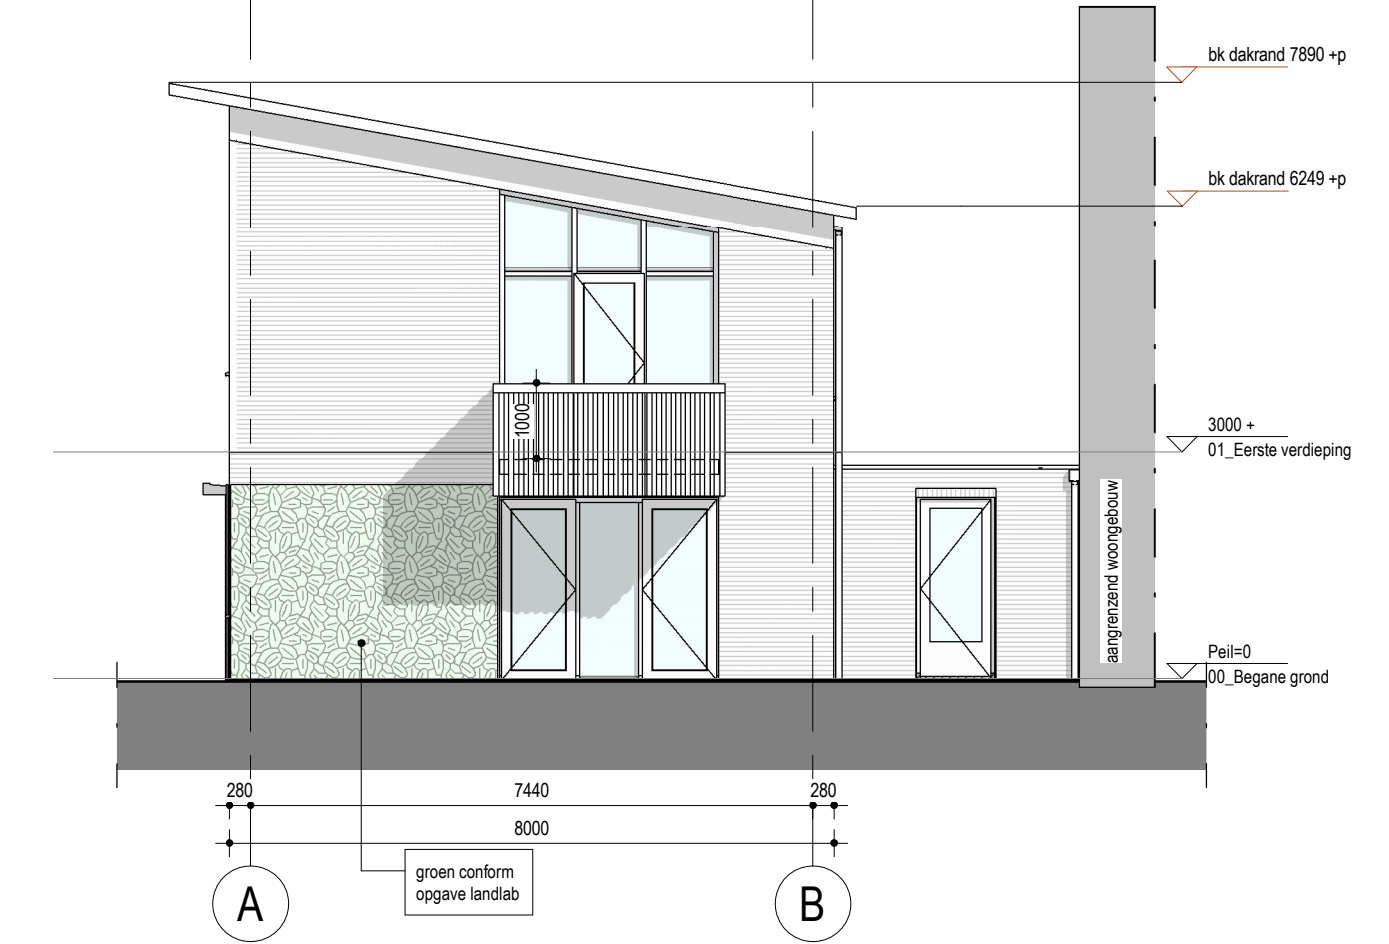 bk dakrand 7890 +p
bk dakrand 6249 +p
3000 +
01_Eerste verdieping
1000
aangrenzend woongebouw
Peil=0
00_Begane grond
280
7440
280
8000
groen conform
opgave landlab
A
B